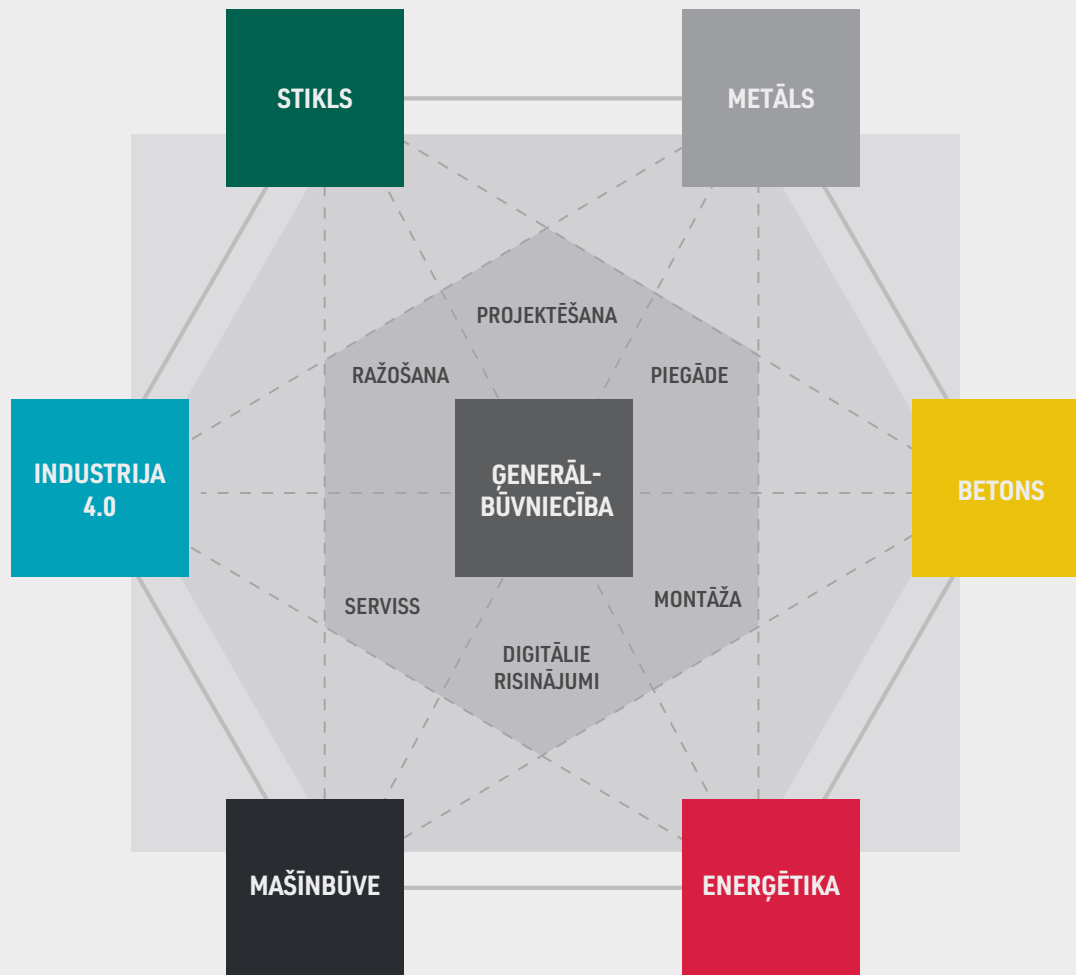 STIKLS
METĀLS
PROJEKTĒŠANA
RAŽOŠANA
PIEGĀDE
INDUSTRIJA
4.0
ĢENERĀL-
BŪVNIECĪBA
BETONS
SERVISS
MONTĀŽA
DIGITĀLIE
RISINĀJUMI
MAŠĪNBŪVE
ENERĢĒTIKA